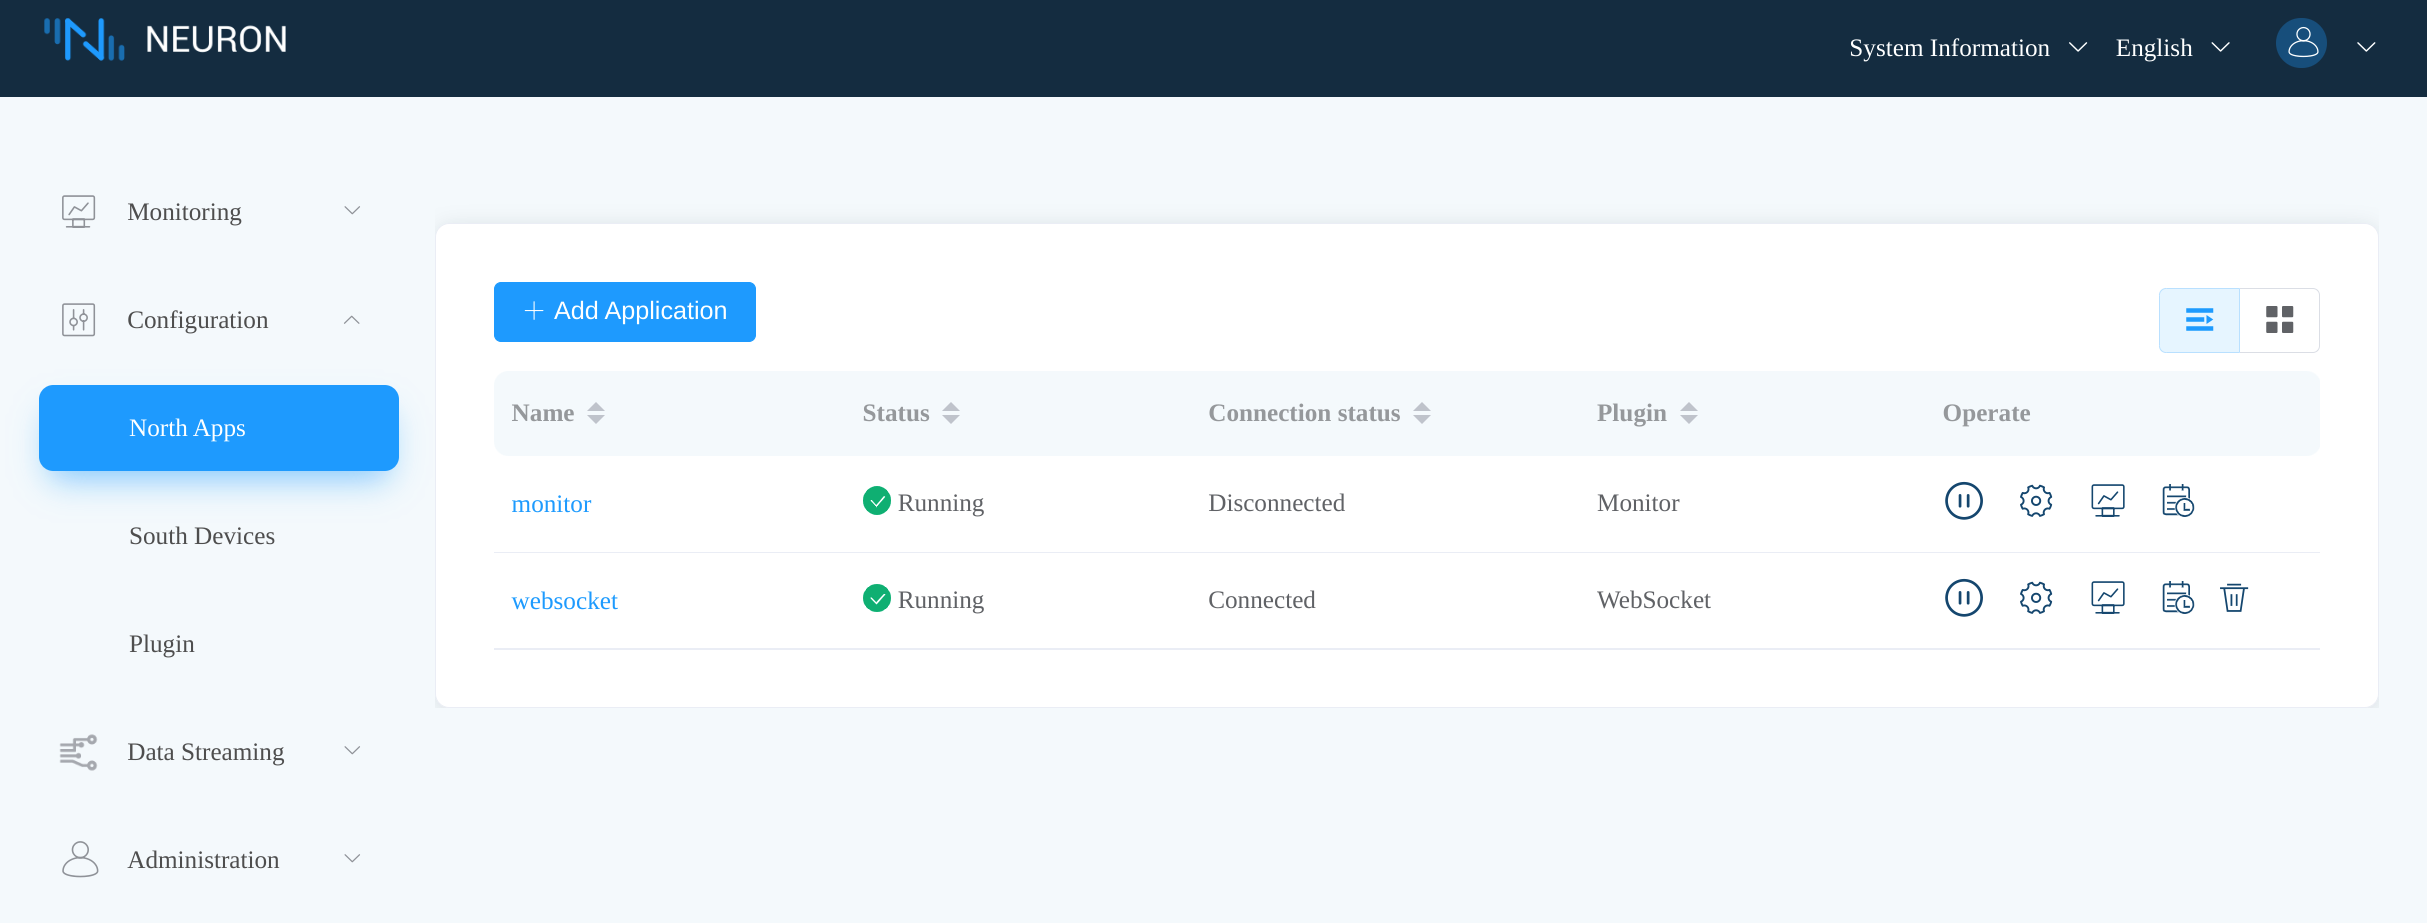 NEURON
System Information
English
Monitoring
Configuration
North Apps
South Devices
Plugin
Data Streaming
Administration
Add Application
Name Status Connection status Plugin Operate
monitor Running Disconnected Monitor
websocket Running Connected WebSocket